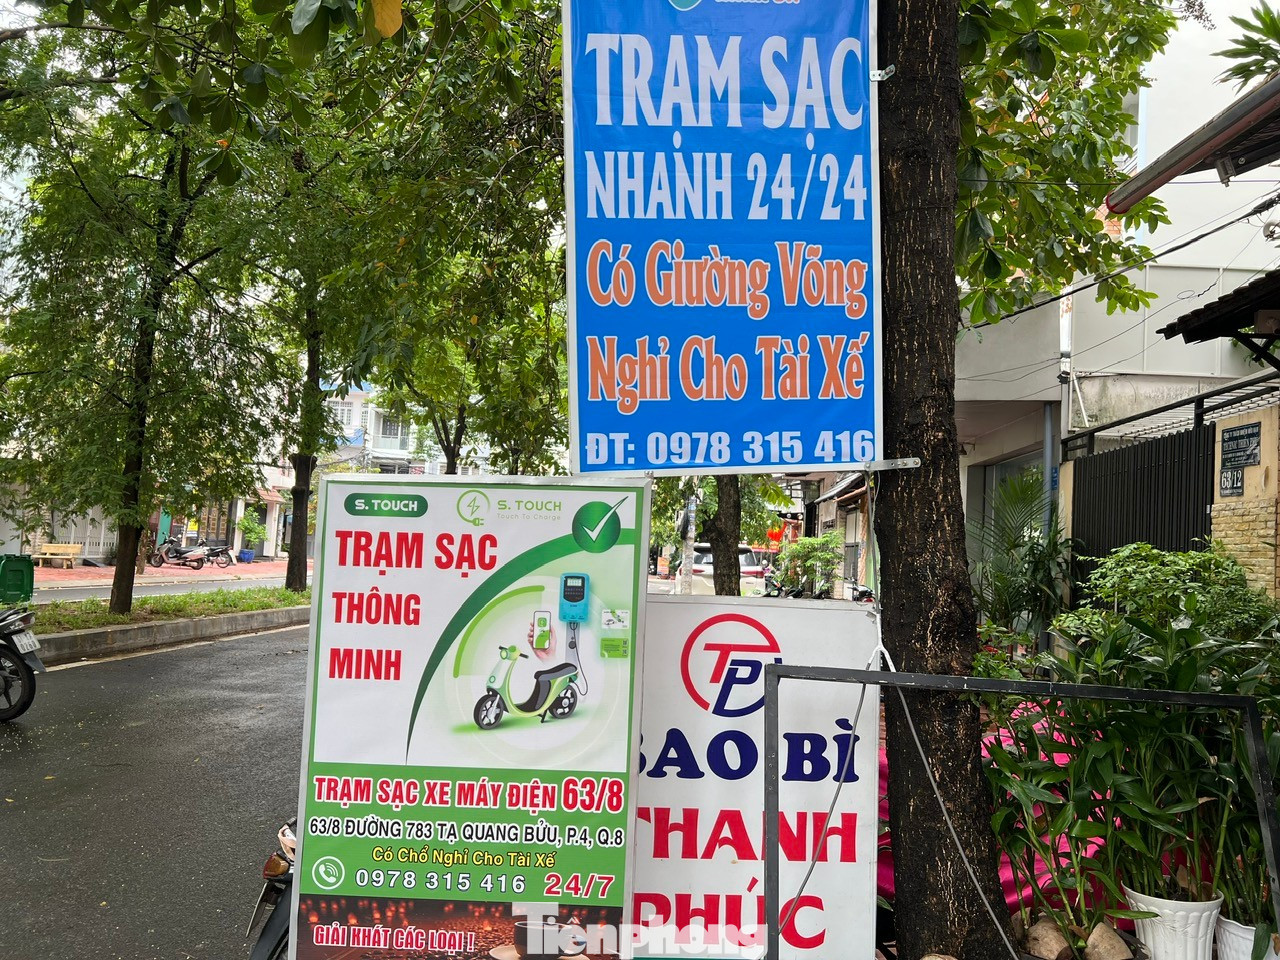 TRẠM SẠC
NHANH 24/24
Có Giường Võng
Nghỉ Cho Tài Xế
ĐT: 0978 315 416
S. TOUCH
S. TOUCH
Touch To Charge
TRẠM SẠC
THÔNG
MINH
TRẠM SẠC XE MÁY ĐIỆN 63/8
63/8 ĐƯỜNG 783 TẠ QUANG BỬU, P.4, Q.8
Có Chỗ Nghỉ Cho Tài Xế
0978 315 416 24/7
GIẢI KHÁT CÁC LOẠI !
TP
BAO BÌ
THANH
PHÚC
63/12
Tiềnphong